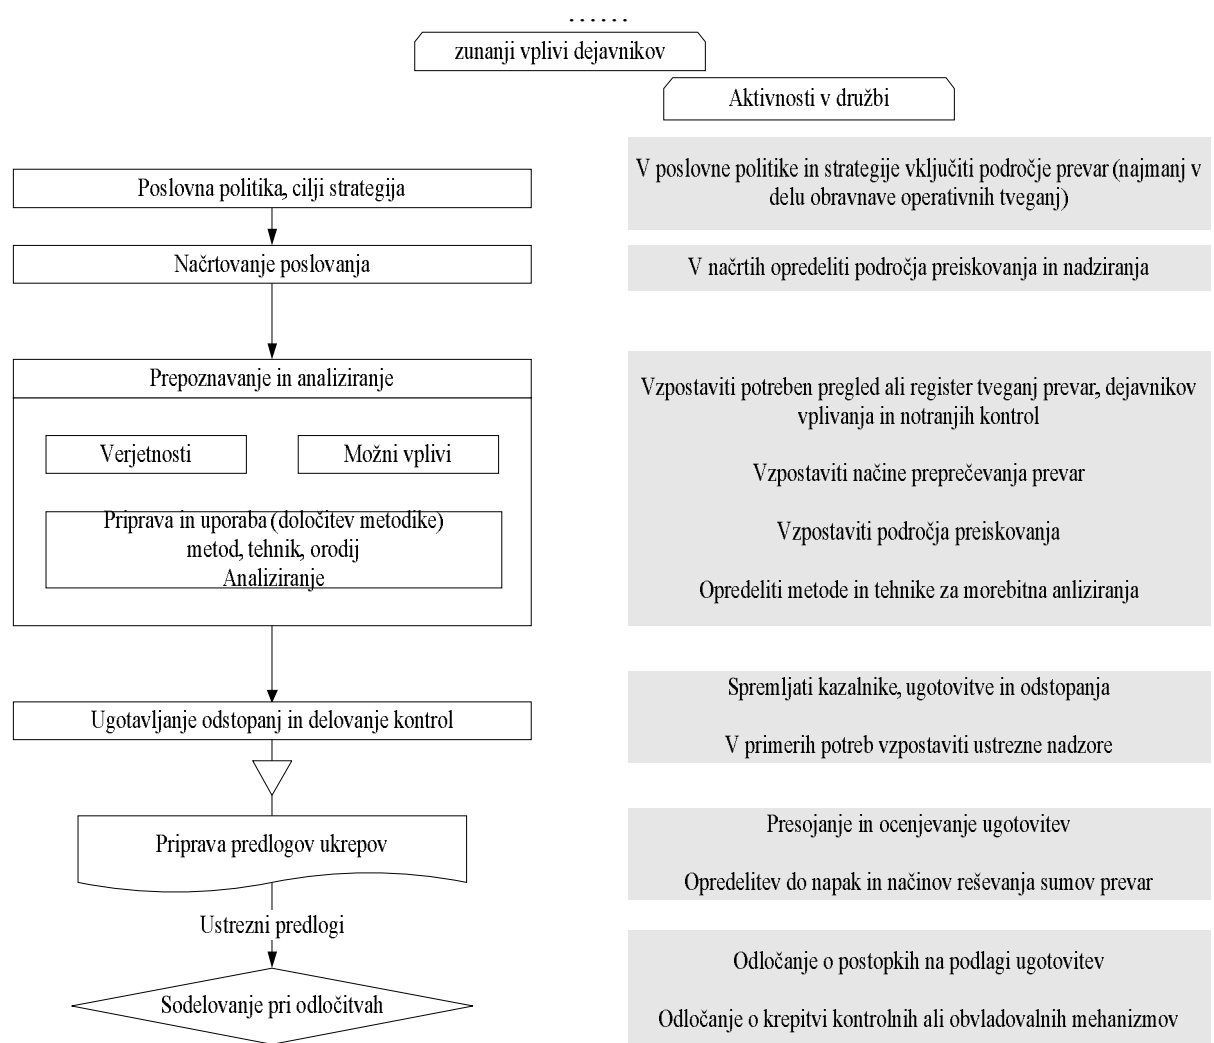 ......
zunanji vplivi dejavnikov
Aktivnosti v družbi
Poslovna politika, cilji strategija
V poslovne politike in strategije vključiti področje prevar (najmanj v
delu obravnave operativnih tveganj)
Načrtovanje poslovanja
V načrtih opredeliti področja preiskovanja in nadziranja
Prepoznavanje in analiziranje
Verjetnosti
Možni vplivi
Priprava in uporaba (določitev metodike)
metod, tehnik, orodij
Analiziranje
Vzpostaviti potreben pregled ali register tveganj prevar, dejavnikov
vplivanja in notranjih kontrol
Vzpostaviti načine preprečevanja prevar
Vzpostaviti področja preiskovanja
Opredeliti metode in tehnike za morebitna anliziranja
Ugotavljanje odstopanj in delovanje kontrol
Spremljati kazalnike, ugotovitve in odstopanja
V primerih potreb vzpostaviti ustrezne nadzore
Priprava predlogov ukrepov
Presojanje in ocenjevanje ugotovitev
Opredelitev do napak in načinov reševanja sumov prevar
Ustrezni predlogi
Sodelovanje pri odločitvah
Odločanje o postopkih na podlagi ugotovitev
Odločanje o krepitvi kontrolnih ali obvladovalnih mehanizmov